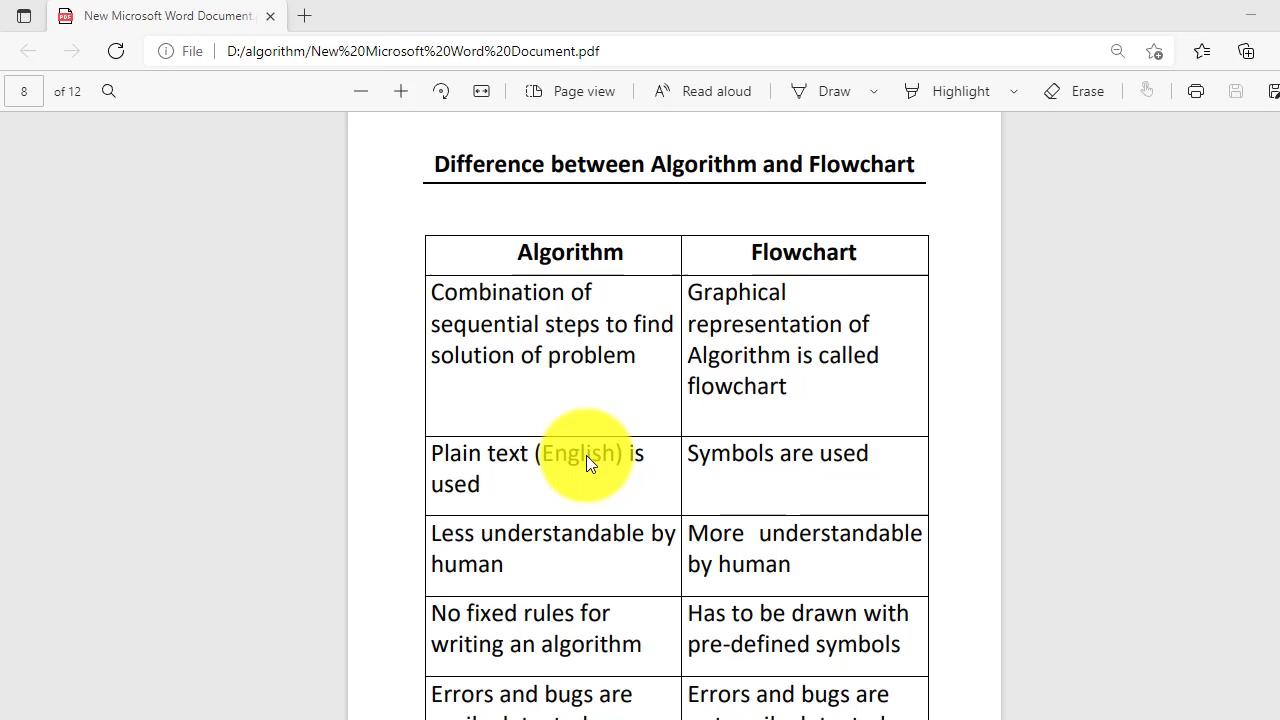 New Microsoft Word Document.
File
D:/algorithm/New%20Microsoft%20Word%20Document.pdf
8 of 12
Page view
Read aloud
Draw
Highlight
Erase
Difference between Algorithm and Flowchart
Algorithm
Flowchart
Combination of
sequential steps to find
solution of problem
Graphical
representation of
Algorithm is called
flowchart
Plain text (English) is
used
Symbols are used
Less understandable by
human
More understandable
by human
No fixed rules for
writing an algorithm
Has to be drawn with
pre-defined symbols
Errors and bugs are
Errors and bugs are